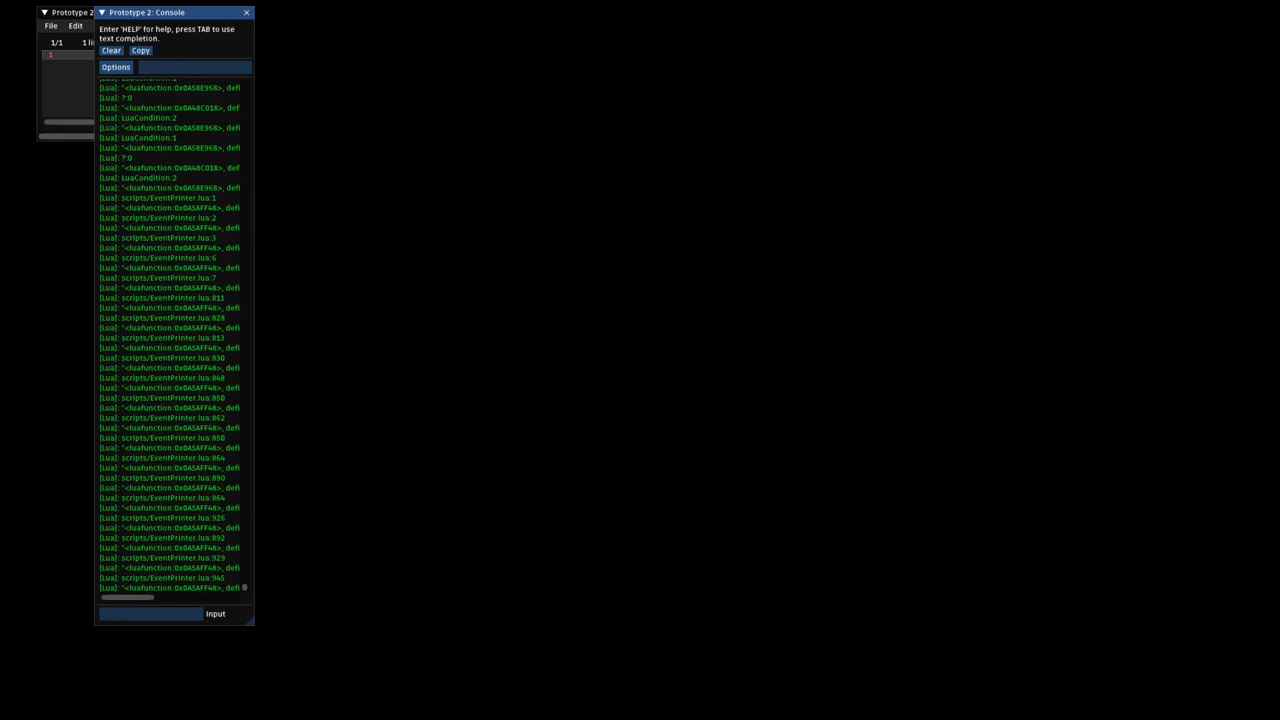 Prototype 2
File Edit
1/1 1 li
1
Prototype 2: Console
Enter 'HELP' for help, press TAB to use
text completion.
Clear Copy
Options
[Lua]: "<luafunction:0x0A58E968>, defi
[Lua]: ?:0
[Lua]: "<luafunction:0x0A48C018>, defi
[Lua]: LuaCondition:2
[Lua]: "<luafunction:0x0A58E968>, defi
[Lua]: LuaCondition:1
[Lua]: "<luafunction:0x0A58E968>, defi
[Lua]: ?:0
[Lua]: "<luafunction:0x0A48C018>, defi
[Lua]: LuaCondition:2
[Lua]: "<luafunction:0x0A58E968>, defi
[Lua]: scripts/EventPrinter.lua:1
[Lua]: "<luafunction:0x0A5AFF48>, defi
[Lua]: scripts/EventPrinter.lua:2
[Lua]: "<luafunction:0x0A5AFF48>, defi
[Lua]: scripts/EventPrinter.lua:3
[Lua]: "<luafunction:0x0A5AFF48>, defi
[Lua]: scripts/EventPrinter.lua:6
[Lua]: "<luafunction:0x0A5AFF48>, defi
[Lua]: scripts/EventPrinter.lua:7
[Lua]: "<luafunction:0x0A5AFF48>, defi
[Lua]: scripts/EventPrinter.lua:811
[Lua]: "<luafunction:0x0A5AFF48>, defi
[Lua]: scripts/EventPrinter.lua:828
[Lua]: "<luafunction:0x0A5AFF48>, defi
[Lua]: scripts/EventPrinter.lua:813
[Lua]: "<luafunction:0x0A5AFF48>, defi
[Lua]: scripts/EventPrinter.lua:830
[Lua]: "<luafunction:0x0A5AFF48>, defi
[Lua]: scripts/EventPrinter.lua:848
[Lua]: "<luafunction:0x0A5AFF48>, defi
[Lua]: scripts/EventPrinter.lua:850
[Lua]: "<luafunction:0x0A5AFF48>, defi
[Lua]: scripts/EventPrinter.lua:862
[Lua]: "<luafunction:0x0A5AFF48>, defi
[Lua]: scripts/EventPrinter.lua:850
[Lua]: "<luafunction:0x0A5AFF48>, defi
[Lua]: scripts/EventPrinter.lua:864
[Lua]: "<luafunction:0x0A5AFF48>, defi
[Lua]: scripts/EventPrinter.lua:890
[Lua]: "<luafunction:0x0A5AFF48>, defi
[Lua]: scripts/EventPrinter.lua:864
[Lua]: "<luafunction:0x0A5AFF48>, defi
[Lua]: scripts/EventPrinter.lua:926
[Lua]: "<luafunction:0x0A5AFF48>, defi
[Lua]: scripts/EventPrinter.lua:892
[Lua]: "<luafunction:0x0A5AFF48>, defi
[Lua]: scripts/EventPrinter.lua:929
[Lua]: "<luafunction:0x0A5AFF48>, defi
[Lua]: scripts/EventPrinter.lua:945
[Lua]: "<luafunction:0x0A5AFF48>, defi
Input